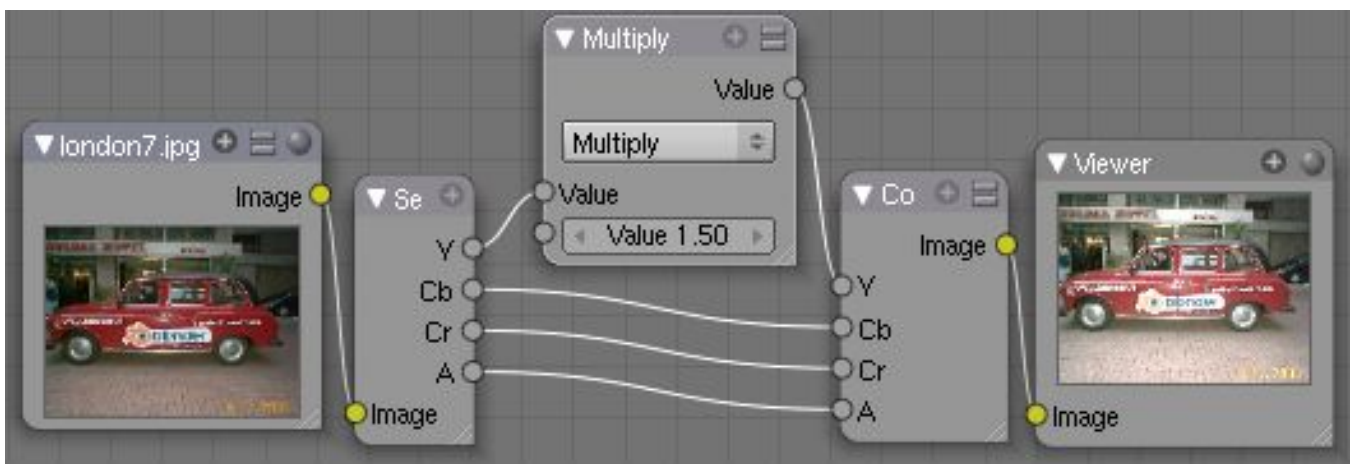 london7.jpg
Image
Image
Se
Y
Cb
Cr
A
Image
Multiply
Value
Multiply
Value
Value 1.50
Co
Image
Y
Cb
Cr
A
Viewer
Image